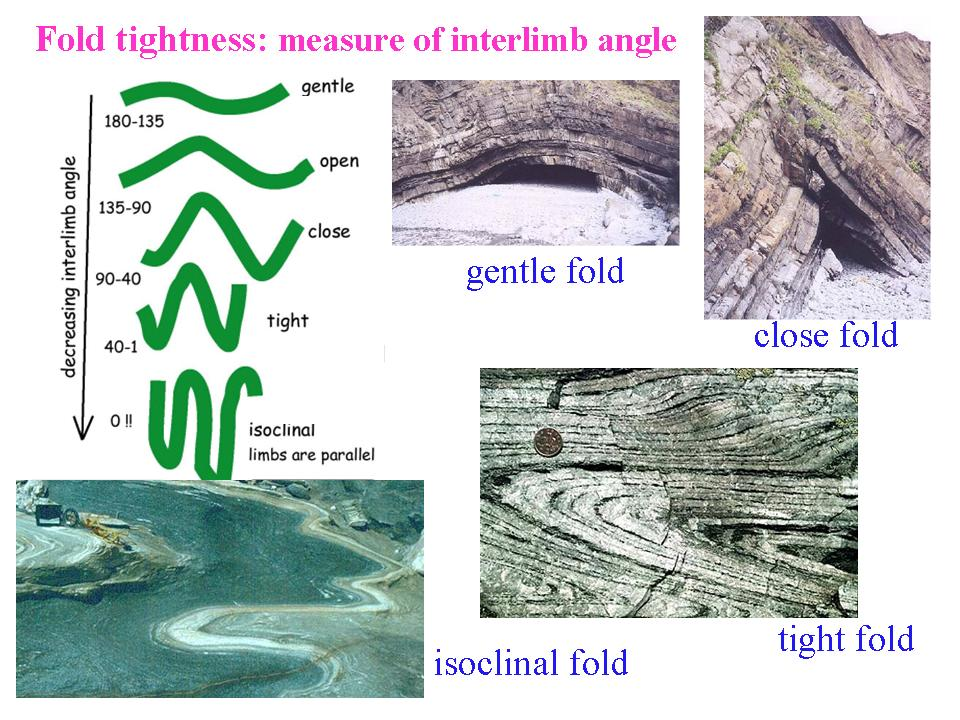 Fold tightness: measure of interlimb angle
decreasing interlimb angle
gentle
180-135
open
135-90
close
90-40
tight
40-1
0 !!
isoclinal
limbs are parallel
gentle fold
close fold
tight fold
isoclinal fold